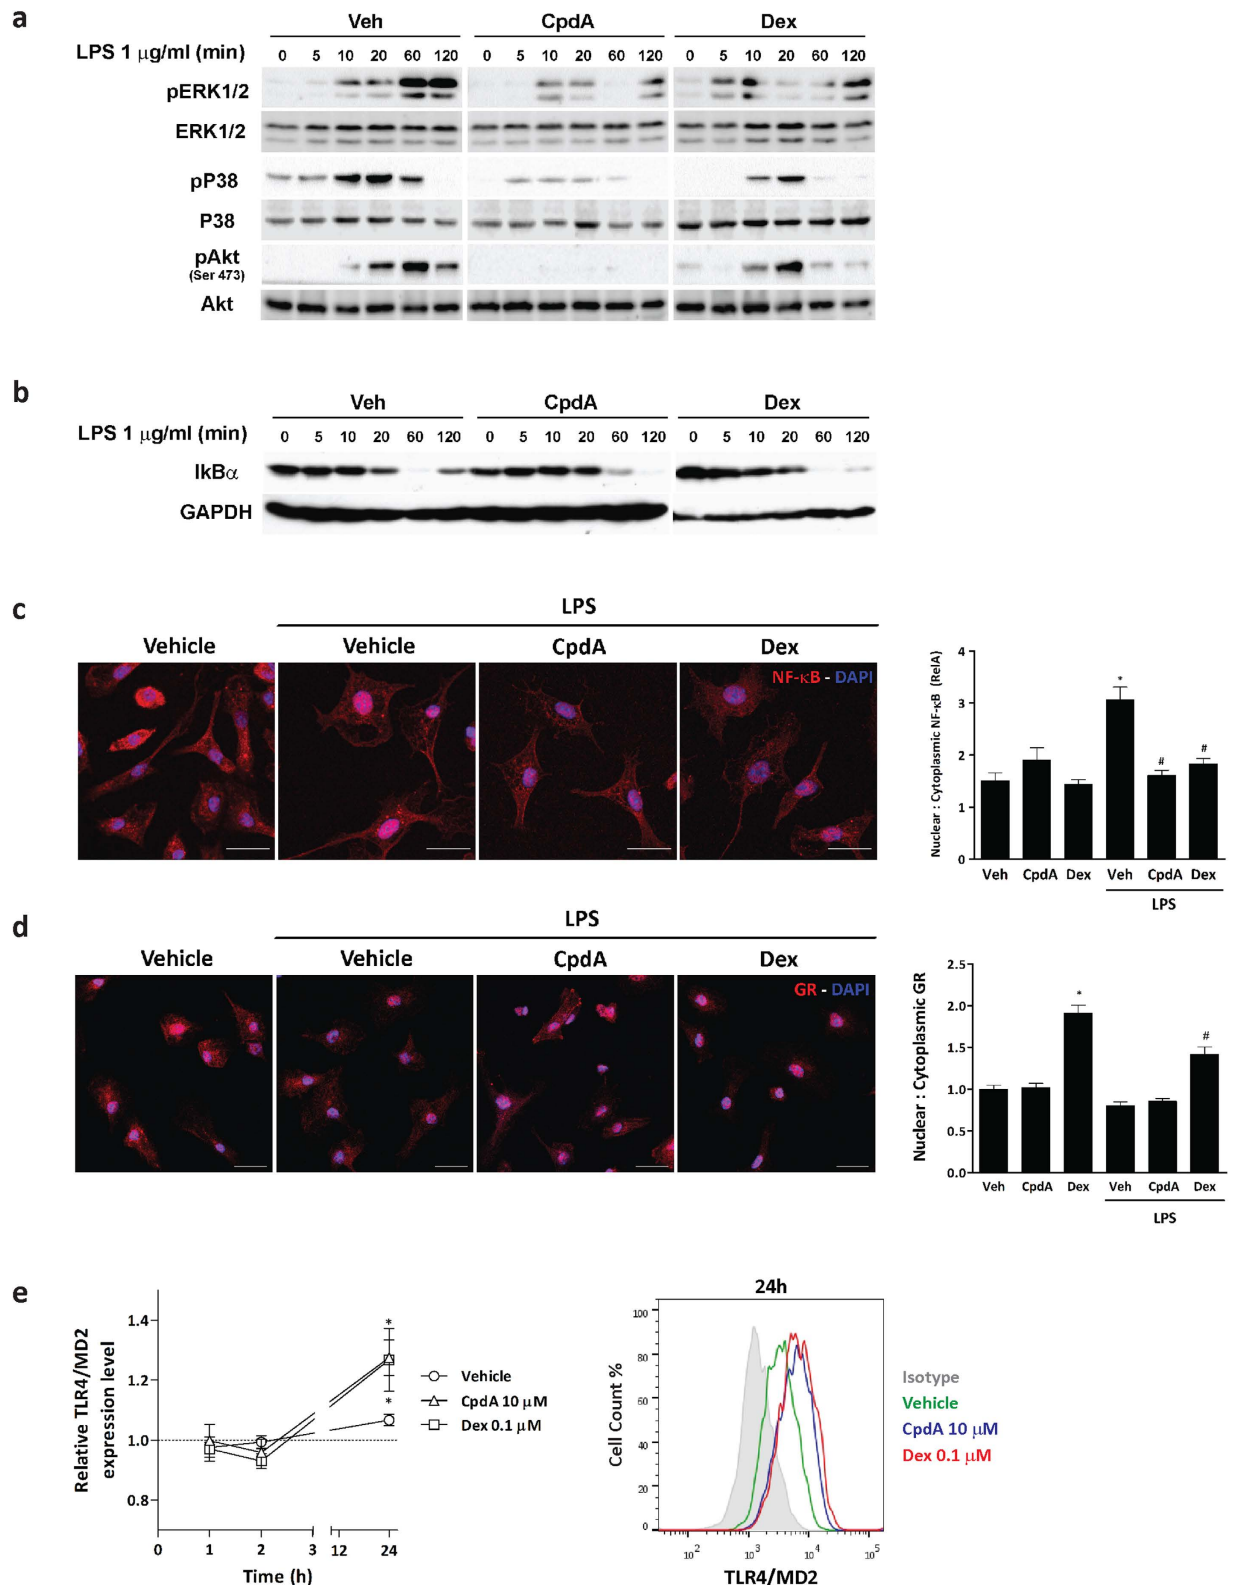 a
Veh CpdA Dex
LPS 1 μg/ml (min) 0 5 10 20 60 120 0 5 10 20 60 120 0 5 10 20 60 120
pERK1/2
ERK1/2
pP38
P38
pAkt
(Ser 473)
Akt
b
Veh CpdA Dex
LPS 1 μg/ml (min) 0 5 10 20 60 120 0 5 10 20 60 120 0 5 10 20 60 120
IkBα
GAPDH
c
LPS
Vehicle Vehicle CpdA Dex
NF-κB - DAPI
Nuclear : Cytoplasmic NF-κB (RelA)
4
3
2
1
0
*
#
#
Veh CpdA Dex Veh CpdA Dex
LPS
d
LPS
Vehicle Vehicle CpdA Dex
GR - DAPI
Nuclear : Cytoplasmic GR
2.5
2.0
1.5
1.0
0.5
0.0
*
#
Veh CpdA Dex Veh CpdA Dex
LPS
e
Relative TLR4/MD2
expression level
1.4
1.2
1.0
0.8
*
*
0 1 2 3 12 24
Time (h)
Vehicle
CpdA 10 μM
Dex 0.1 μM
24h
Cell Count %
100
80
60
40
20
0
10² 10³ 10⁴ 10⁵
TLR4/MD2
Isotype
Vehicle
CpdA 10 μM
Dex 0.1 μM